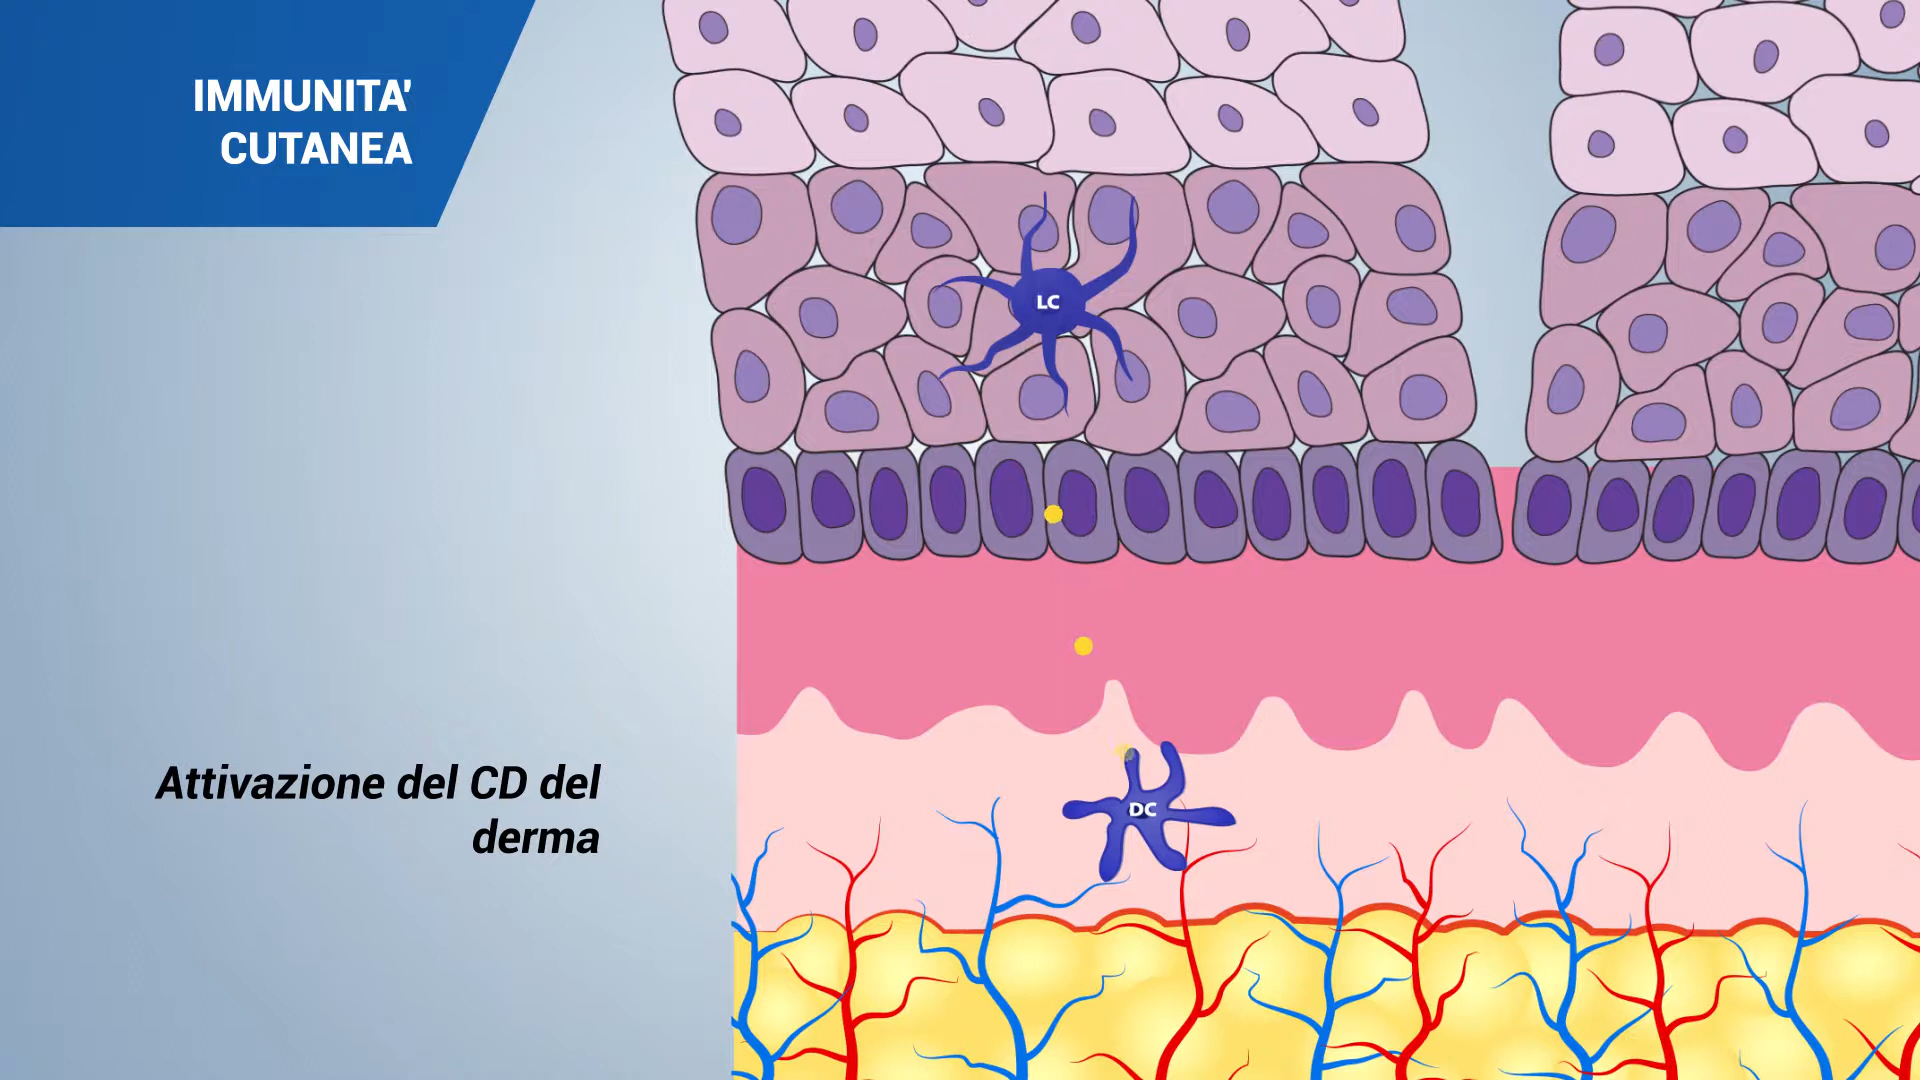 IMMUNITA'
CUTANEA
LC
Attivazione del CD del
derma
DC